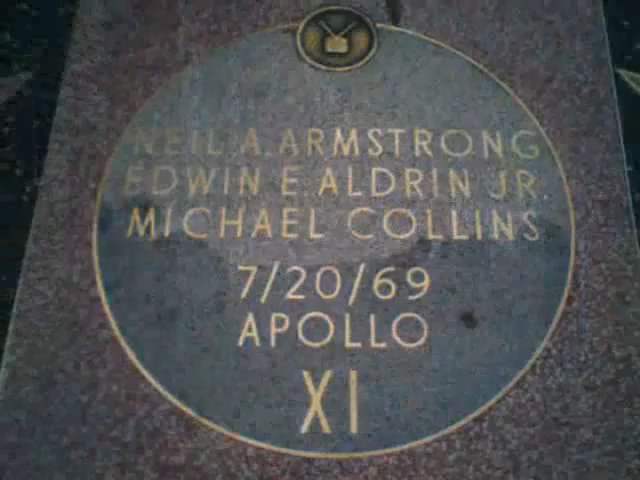 NEIL A. ARMSTRONG
EDWIN E. ALDRIN JR.
MICHAEL COLLINS
7/20/69
APOLLO
XI